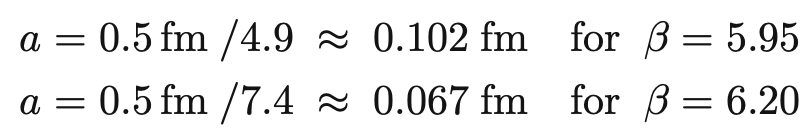 a = 0.5 fm /4.9 ≈ 0.102 fm for β = 5.95
a = 0.5 fm /7.4 ≈ 0.067 fm for β = 6.20